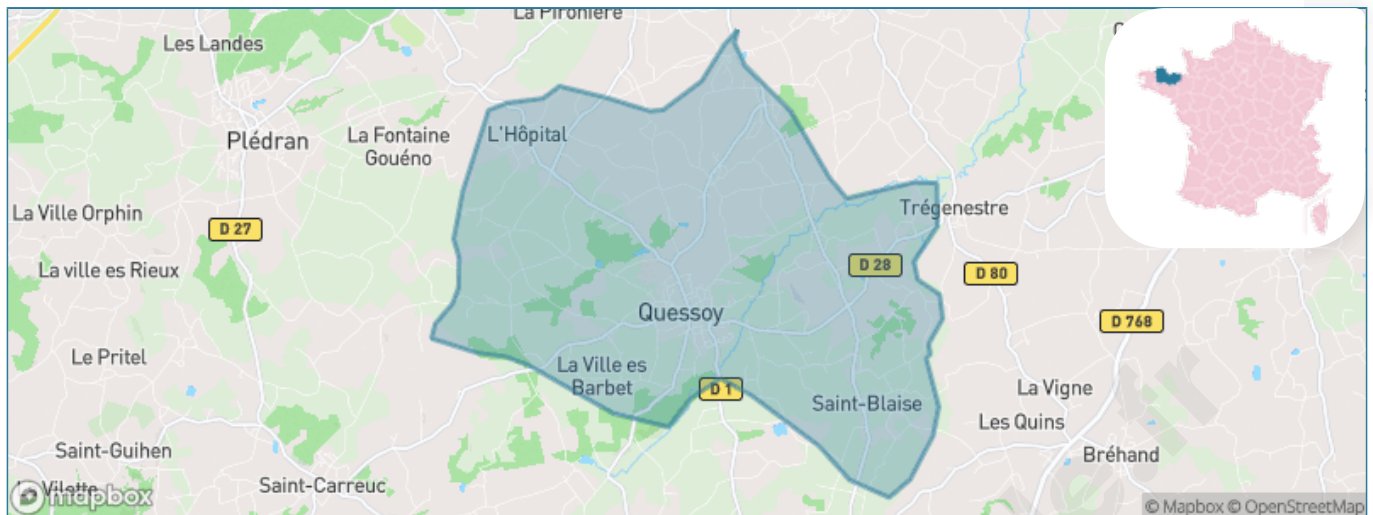 La Pironière
Les Landes
Plédran
La Fontaine
Gouéno
L'Hôpital
La Ville Orphin
D 27
Trégenestre
La ville es Rieux
D 28
D 80
Quessoy
D 768
Le Pritel
La Ville es
Barbet
D 1
Saint-Blaise
La Vigne
Les Quins
Saint-Guihen
Bréhand
Saint-Carreuc
La Villette
mapbox
© Mapbox © OpenStreetMap